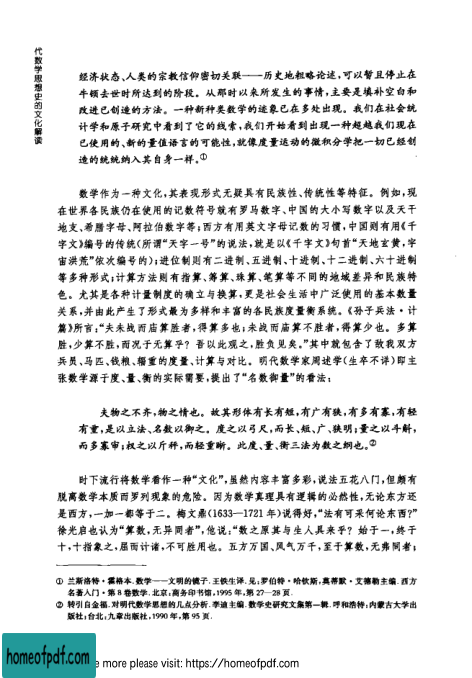 代数学思想史的文化解读
经济状态、人类的宗教信仰密切关联——历史地粗略论述,可以暂且停止在
牛顿去世时所达到的阶段。从那时以来所发生的事情,主要是填补空白和
改进已创造的方法。一种新种类数学的迹象已在多处出现。我们在社会统
计学和原子研究中看到了它的线索,我们开始看到出现一种超越我们现在
已使用的、新的量值语言的可能性,就像度量运动的微积分学把一切已经创
造的统统纳入其自身一样。①
数学作为一种文化,其表现形式无疑具有民族性、传统性等特征。例如,现
在世界各民族仍在使用的记数符号就有罗马数字、中国的大小写数字以及天干
地支、希腊字母、阿拉伯数字等;西方有用英文字母记数的习惯,中国则有用《千
字文》编号的传统(所谓“天字一号”的说法,就是以《千字文》句首“天地玄黄,宇
宙洪荒”依次编号的);进位制则有二进制、五进制、十进制、十二进制、六十进制
等多种形式;计算方法则有指算、筹算、珠算、笔算等不同的地域差异和民族特
色。尤其是各种计量制度的确立与换算,更是社会生活中广泛使用的基本数量
关系,并由此产生了形式最为多样和丰富的各民族度量衡系统。《孙子兵法·计
篇》所言:“夫未战而庙算胜者,得算多也;未战而庙算不胜者,得算少也。多算
胜,少算不胜,而况于无算乎?吾以此观之,胜负见矣。”其中就包含了敌我双方
兵员、马匹、钱粮、辎重的度量、计算与对比。明代数学家周述学(生卒不详)即主
张数学源于度、量、衡的实际需要,提出了“名数御量”的看法:
夫物之不齐,物之情也。故其形体有长有短,有广有狭,有多有寡,有轻
有重,是以立法、名数以御之。度之以弓尺,而长、短、广、狭明;量之以斗斛,
而多寡审;权之以斤秤,而轻重晰。此度、量、衡三法为数之纲也。②
时下流行将数学看作一种“文化”,虽然内容丰富多彩,说法五花八门,但颇有
脱离数学本质而罗列现象的危险。因为数学真理具有逻辑的必然性,无论东方还
是西方,一加一都等于二。梅文鼎(1633—1721年)说得好,“法有可采何论东西?”
徐光启也认为“算数,无异同者”,他说:“数之原其与生人具来乎?始于一,终于
十,十指象之,屈而计诸,不可胜用也。五方万国,风气万千,至于算数,无弗同者;
① 兰斯洛特·霍格本.数学——文明的镜子.王铁生译.见:罗伯特·哈钦斯,莫蒂默·艾德勒主编.西方
名著入门·第8卷数学.北京:商务印书馆,1995年,第27—28页.
② 转引自金福.对明代数学思想的几点分析.李迪主编.数学史研究文集第一辑.呼和浩特:内蒙古大学出
版社;台北:九章出版社,1990年,第95页.
homeofpdf.com
e more please visit: https://homeofpdf.com